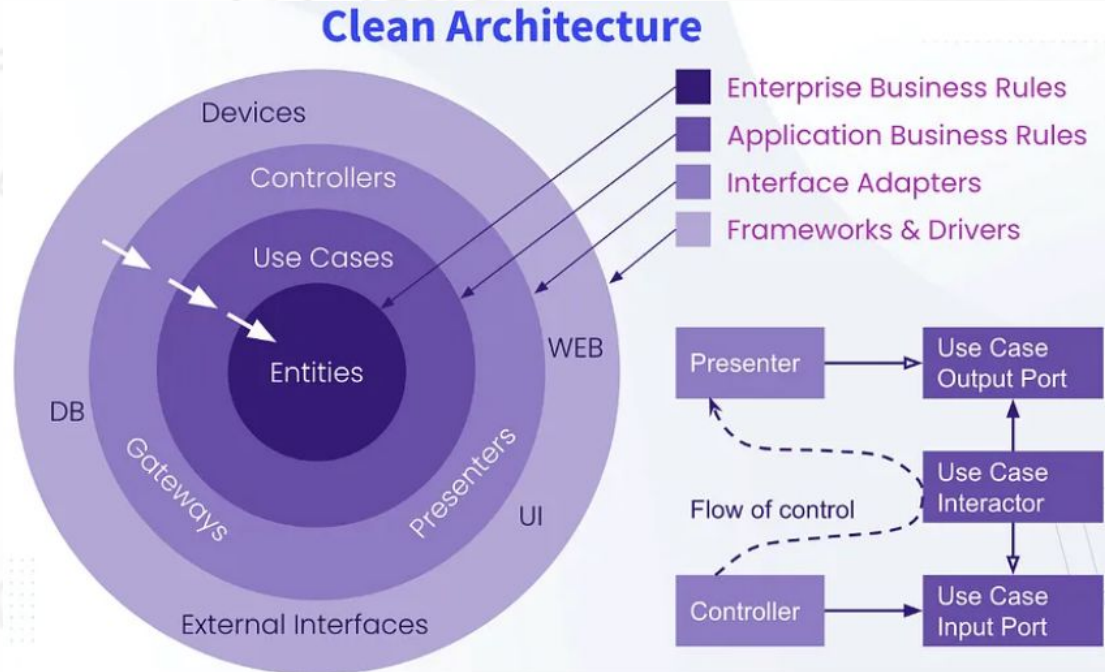 Clean Architecture
Devices
Controllers
Use Cases
Entities
DB
WEB
Gateways
Presenters
UI
External Interfaces
Enterprise Business Rules
Application Business Rules
Interface Adapters
Frameworks & Drivers
Presenter
Use Case
Output Port
Flow of control
Use Case
Interactor
Controller
Use Case
Input Port